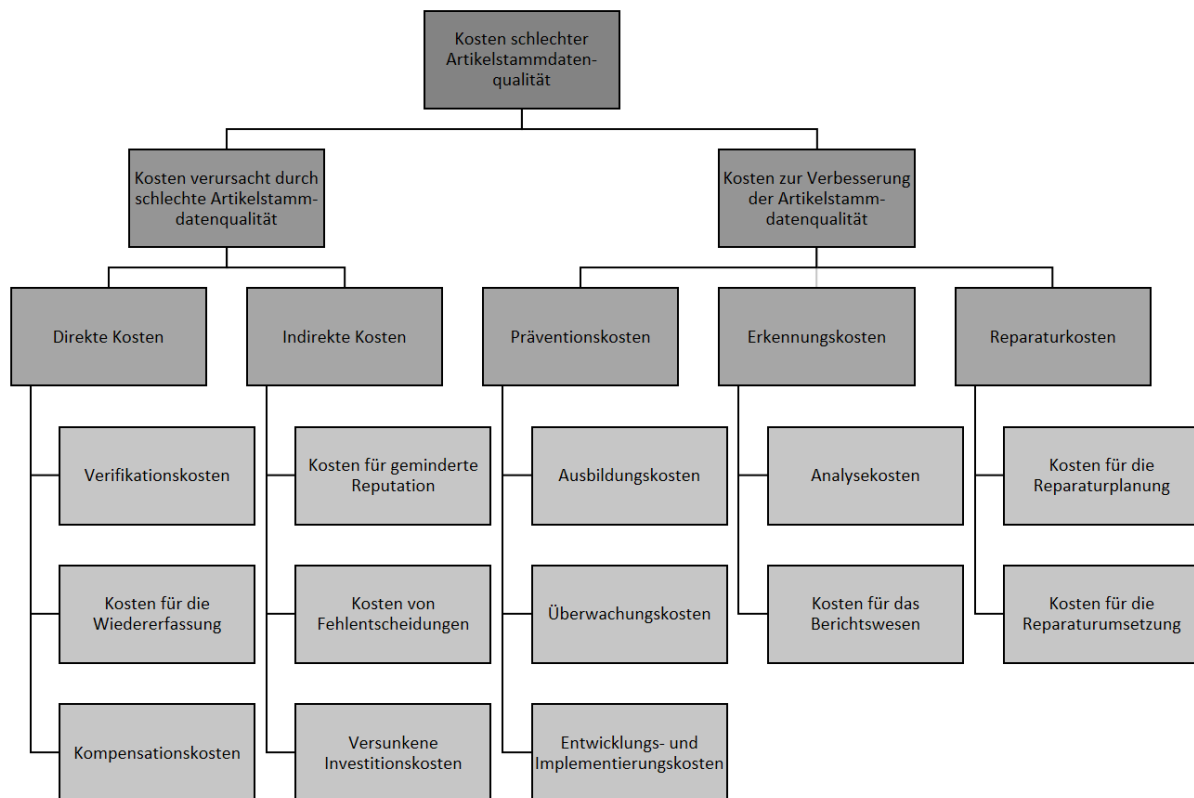 Kosten schlechter
Artikelstammdaten-
qualität
Kosten verursacht durch
schlechte Artikelstamm-
datenqualität
Kosten zur Verbesserung
der Artikelstamm-
datenqualität
Direkte Kosten
Indirekte Kosten
Präventionskosten
Erkennungskosten
Reparaturkosten
Verifikationskosten
Kosten für geminderte
Reputation
Ausbildungskosten
Analysekosten
Kosten für die
Reparaturplanung
Kosten für die
Wiedererfassung
Kosten von
Fehlentscheidungen
Überwachungskosten
Kosten für das
Berichtswesen
Kosten für die
Reparaturumsetzung
Kompensationskosten
Versunkene
Investitionskosten
Entwicklungs- und
Implementierungskosten